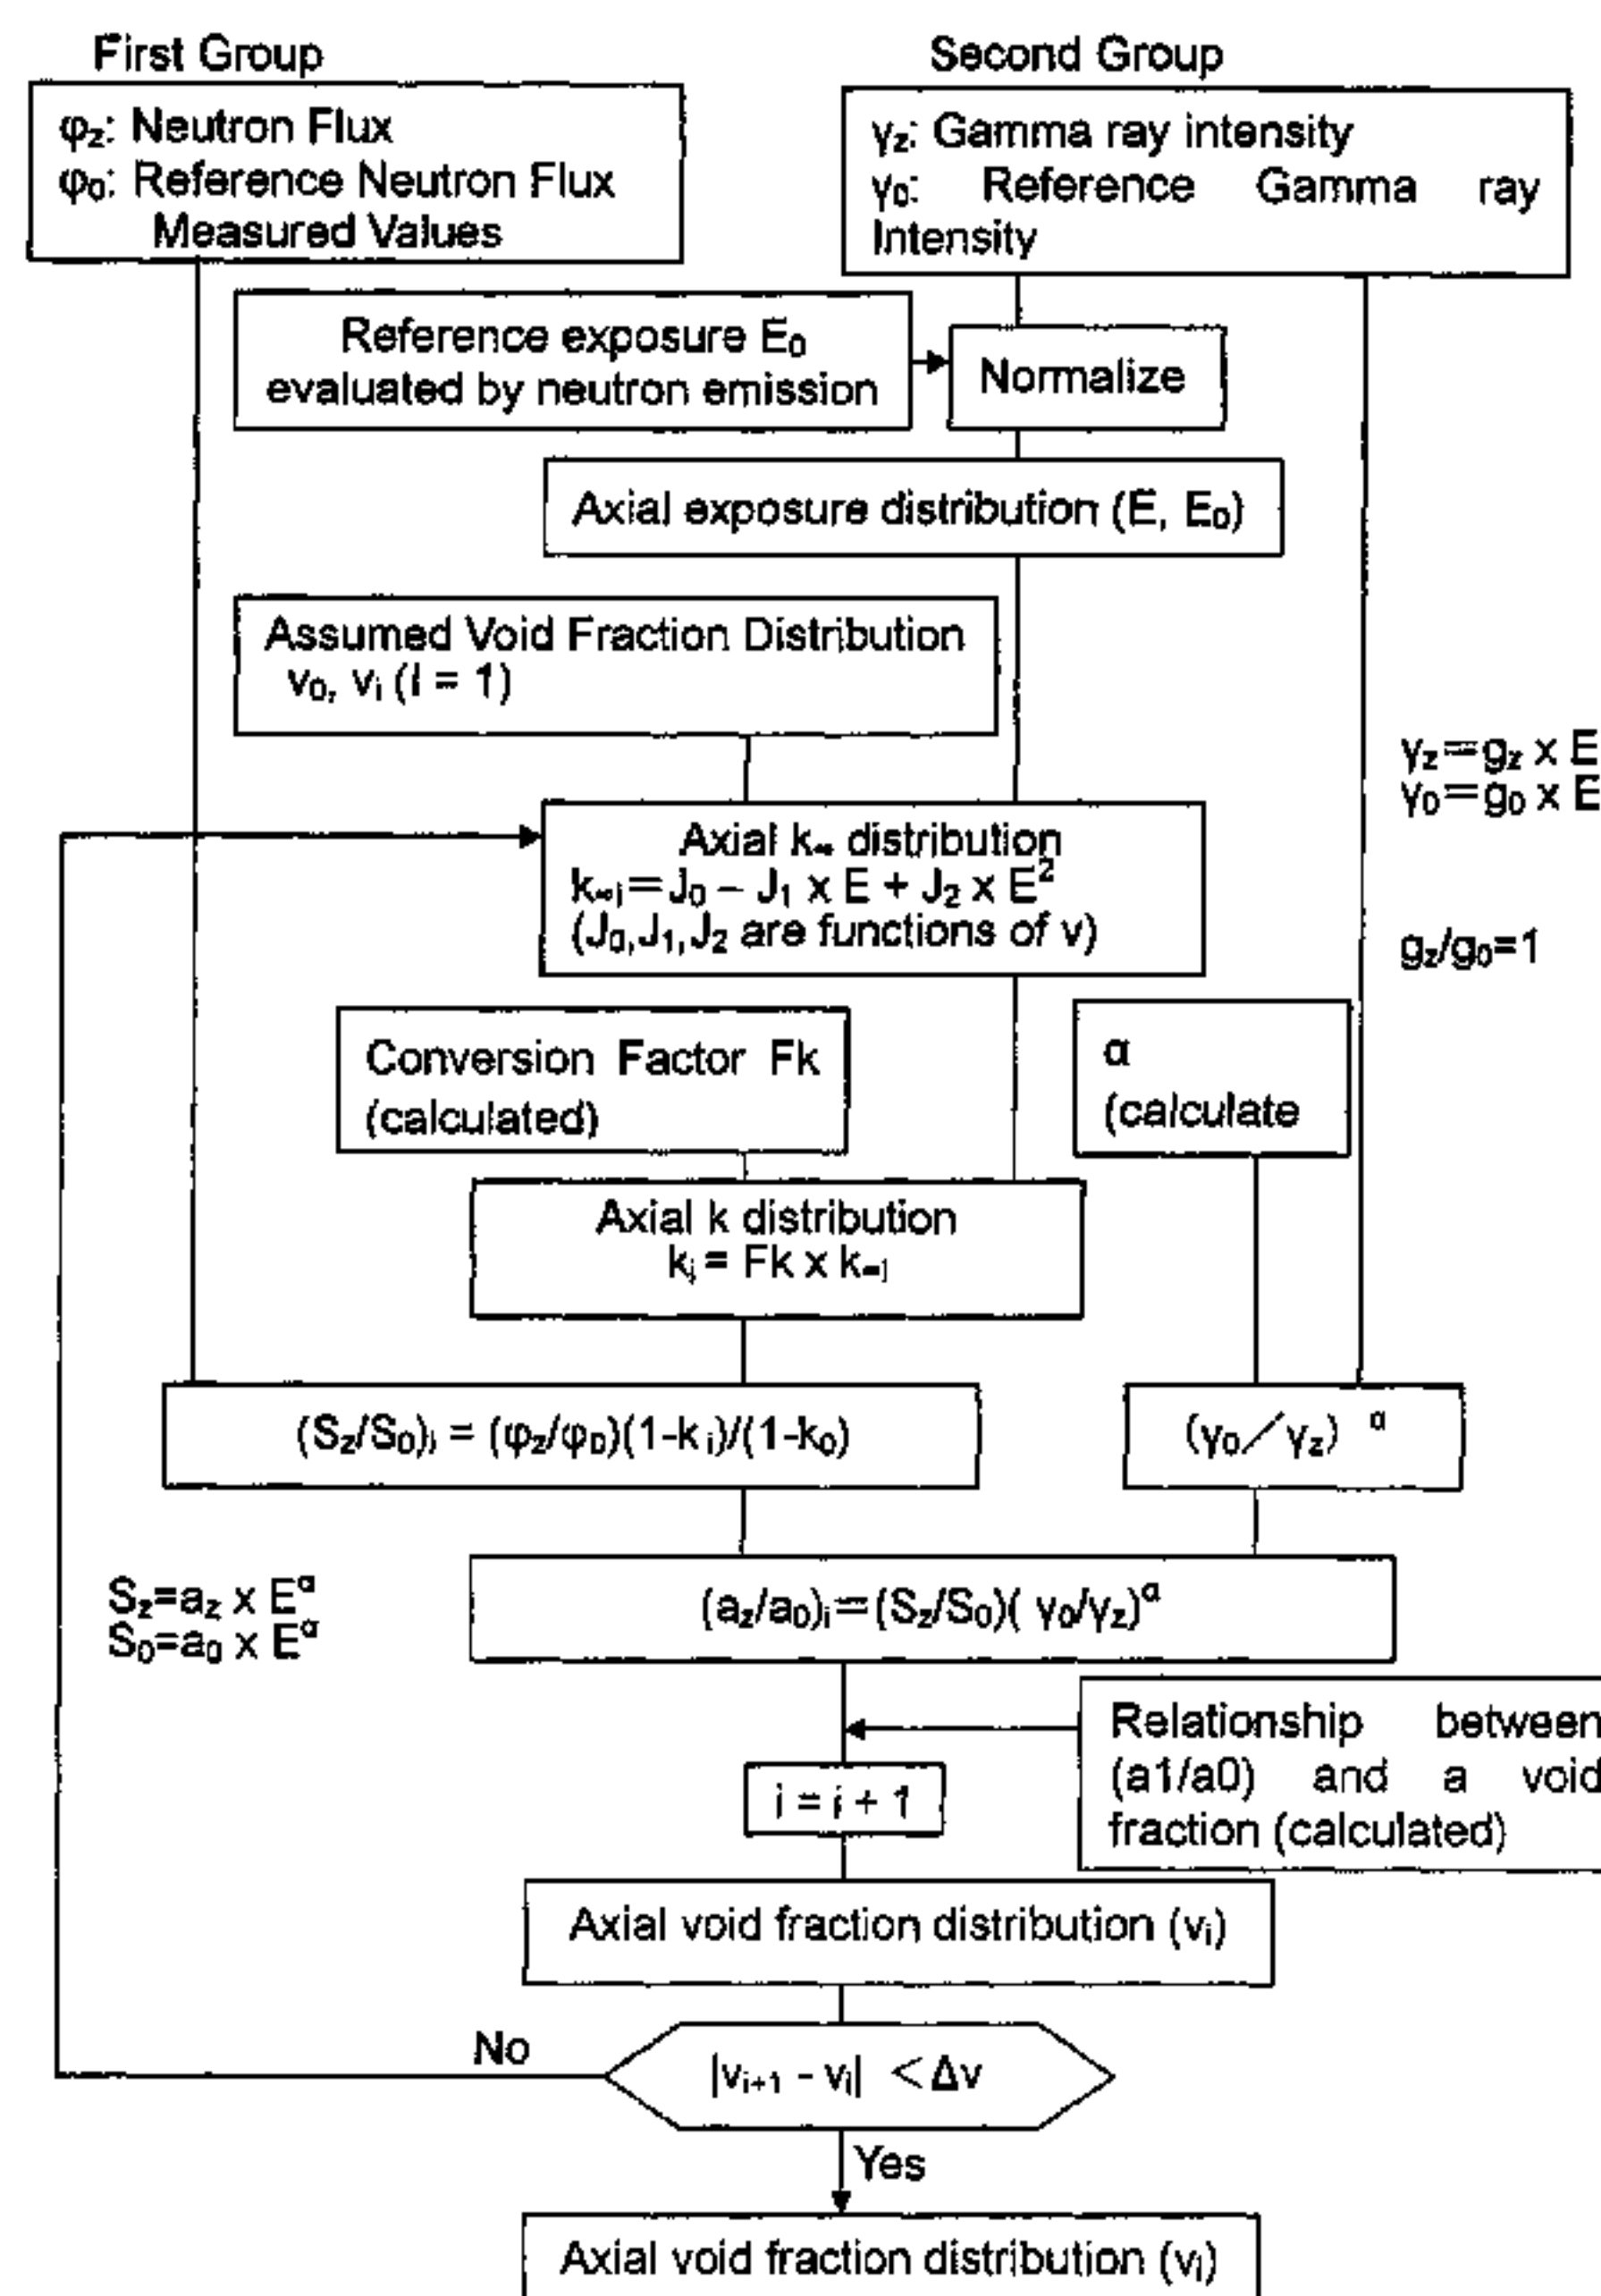 First Group
φz: Neutron Flux
φ0: Reference Neutron Flux
Measured Values
Second Group
γz: Gamma ray intensity
γ0: Reference Gamma ray
Intensity
Reference exposure E0
evaluated by neutron emission
Normalize
Axial exposure distribution (E, E0)
Assumed Void Fraction Distribution
v0, vi (I = 1)
γz=gz x E
γ0=g0 x E
gz/g0=1
Axial k∞ distribution
k∞i=J0 – J1 x E + J2 x E²
(J0,J1,J2 are functions of v)
Conversion Factor Fk
(calculated)
α
(calculate
Axial k distribution
ki = Fk x k∞i
(Sz/S0)i = (φz/φ0)(1-ki)/(1-k0)
(γ0/γz) α
Sz=az x Eα
S0=a0 x Eα
(az/a0)i=(Sz/S0)( γ0/γz)α
Relationship between
(a1/a0) and a void
fraction (calculated)
i = i + 1
Axial void fraction distribution (vi)
|vi+1 - vi| <Δv
No
Yes
Axial void fraction distribution (vi)